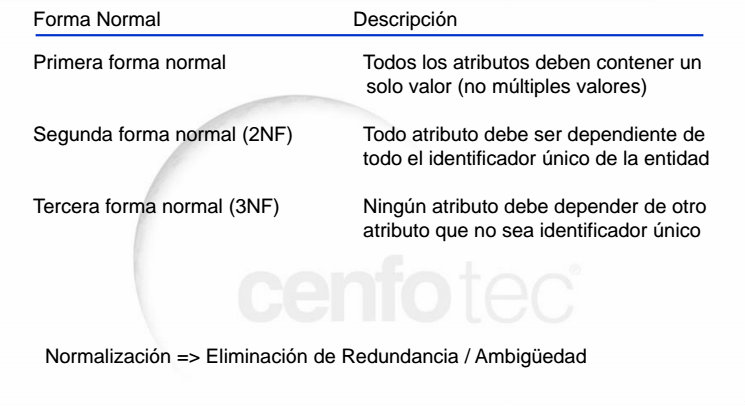 Forma Normal Descripción
Primera forma normal Todos los atributos deben contener un
solo valor (no múltiples valores)
Segunda forma normal (2NF) Todo atributo debe ser dependiente de
todo el identificador único de la entidad
Tercera forma normal (3NF) Ningún atributo debe depender de otro
atributo que no sea identificador único
cenfotec®
Normalización => Eliminación de Redundancia / Ambigüedad